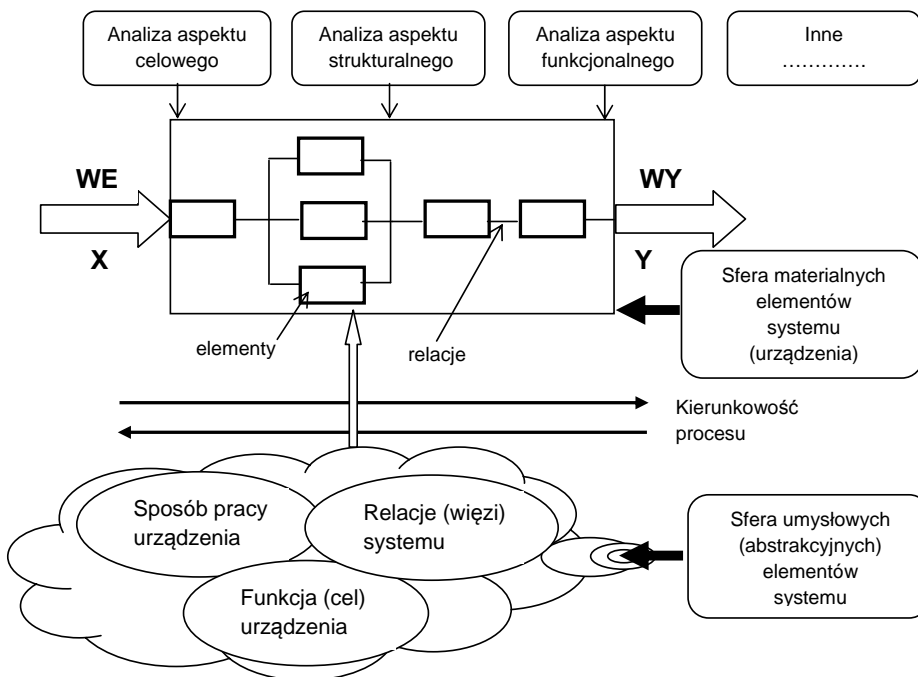 Analiza aspektu
celowego
Analiza aspektu
strukturalnego
Analiza aspektu
funkcjonalnego
Inne
.............
WE
X
WY
Y
elementy
relacje
Sfera materialnych
elementów
systemu
(urządzenia)
Kierunkowość
procesu
Sposób pracy
urządzenia
Relacje (więzi)
systemu
Funkcja (cel)
urządzenia
Sfera umysłowych
(abstrakcyjnych)
elementów
systemu